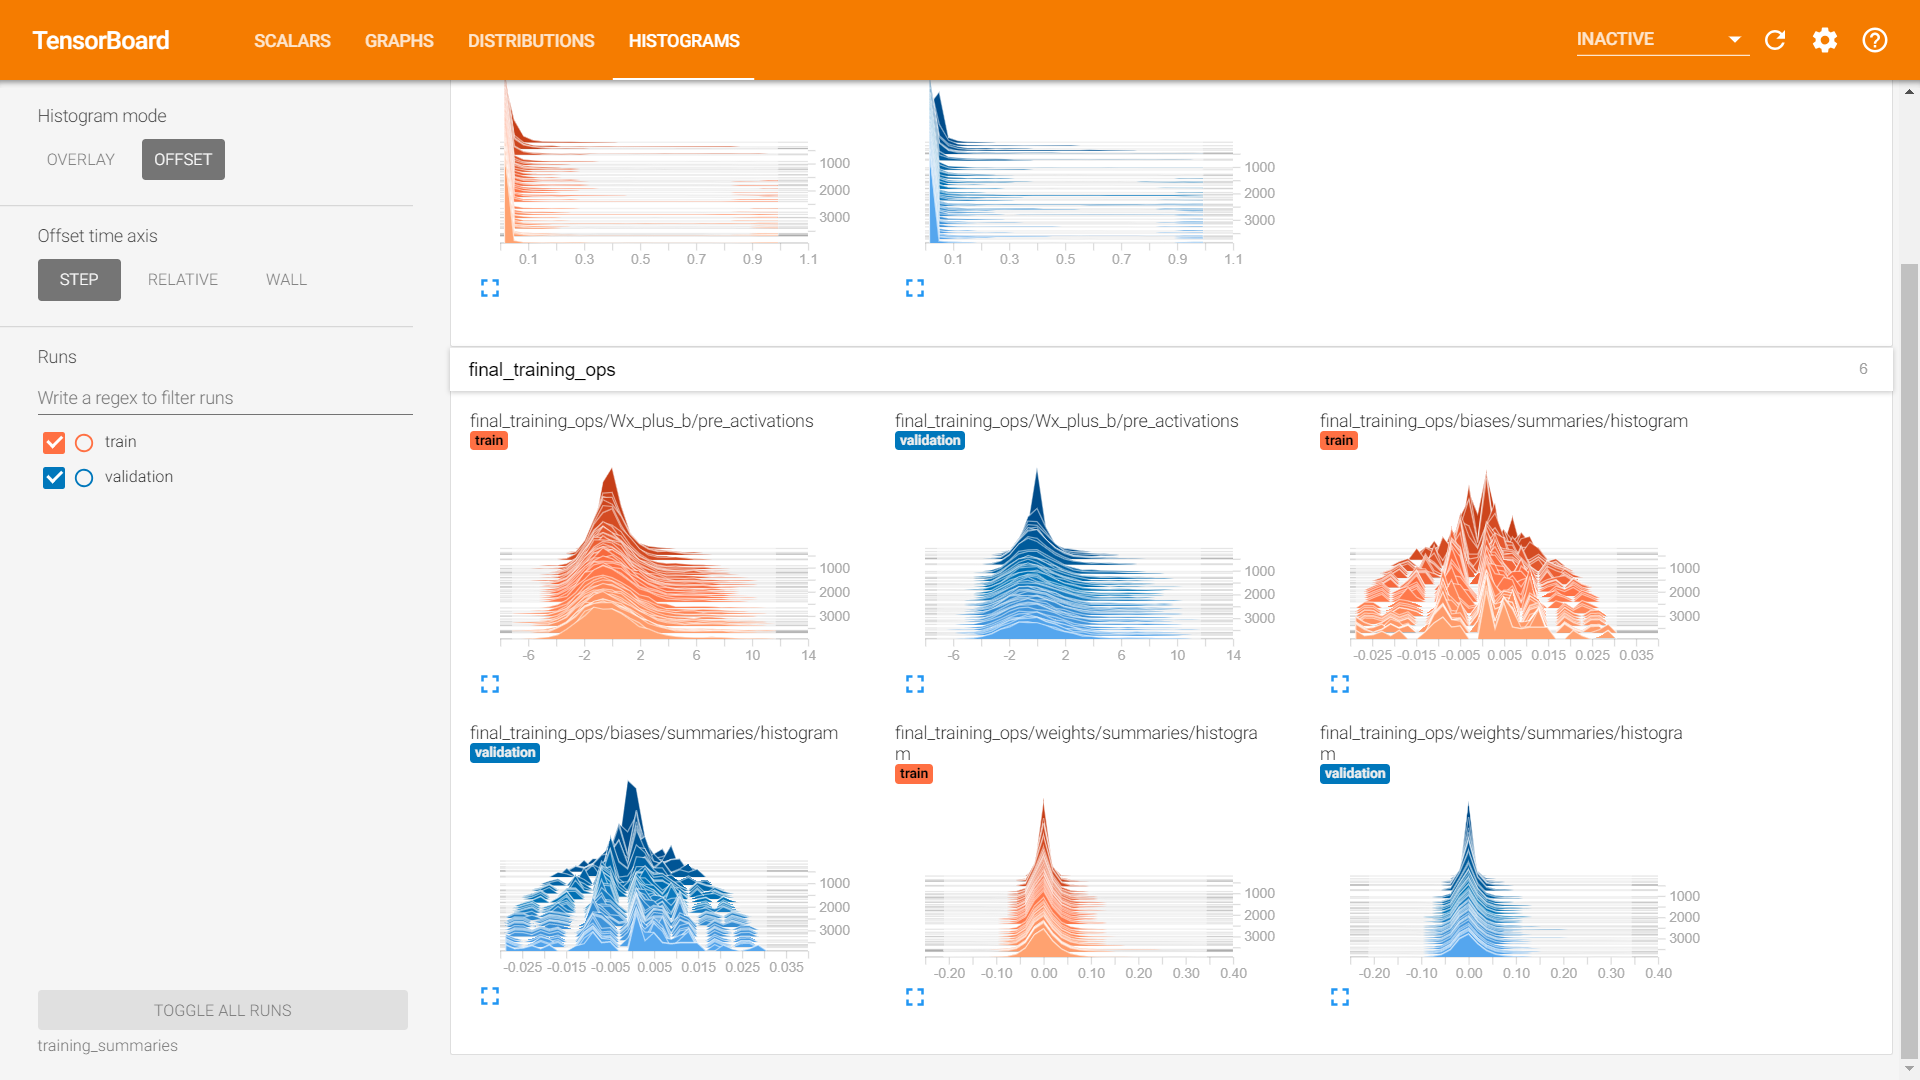 TensorBoard
SCALARS
GRAPHS
DISTRIBUTIONS
HISTOGRAMS
INACTIVE
Histogram mode
OVERLAY
OFFSET
Offset time axis
STEP
RELATIVE
WALL
Runs
Write a regex to filter runs
train
validation
TOGGLE ALL RUNS
training_summaries
1000
2000
3000
0.1 0.3 0.5 0.7 0.9 1.1
1000
2000
3000
0.1 0.3 0.5 0.7 0.9 1.1
final_training_ops
6
final_training_ops/Wx_plus_b/pre_activations
train
1000
2000
3000
-6 -2 2 6 10 14
final_training_ops/Wx_plus_b/pre_activations
validation
1000
2000
3000
-6 -2 2 6 10 14
final_training_ops/biases/summaries/histogram
train
1000
2000
3000
-0.025 -0.015 -0.005 0.005 0.015 0.025 0.035
final_training_ops/biases/summaries/histogram
validation
1000
2000
3000
-0.025 -0.015 -0.005 0.005 0.015 0.025 0.035
final_training_ops/weights/summaries/histogra
m
train
1000
2000
3000
-0.20 -0.10 0.00 0.10 0.20 0.30 0.40
final_training_ops/weights/summaries/histogra
m
validation
1000
2000
3000
-0.20 -0.10 0.00 0.10 0.20 0.30 0.40